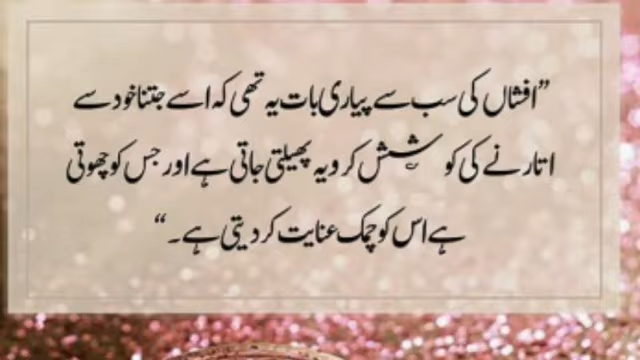 ”افشاں کی سب سے پیاری بات یہ تھی کہ اسے جتنا خود سے
اتارنے کی کوشش کرو یہ پھیلتی جاتی ہے اور جس کو چھوتی
ہے اس کو چمک عنایت کر دیتی ہے۔“